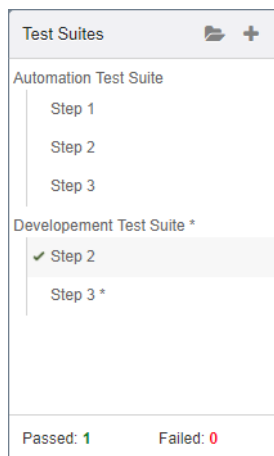 Test Suites
Automation Test Suite
Step 1
Step 2
Step 3
Developement Test Suite *
Step 2
Step 3 *
Passed: 1 Failed: 0